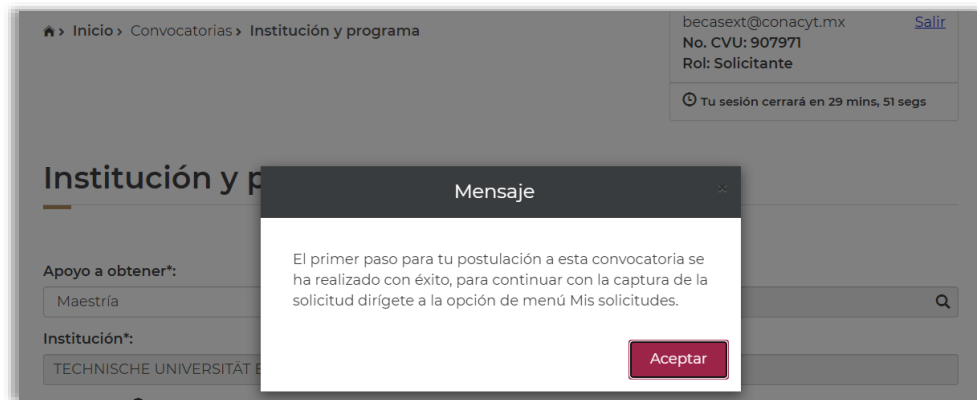 > Inicio > Convocatorias > Institución y programa
becasext@conacyt.mx Salir
No. CVU: 907971
Rol: Solicitante
Tu sesión cerrará en 29 mins, 51 segs
Institución y p
Mensaje
×
El primer paso para tu postulación a esta convocatoria se
ha realizado con éxito, para continuar con la captura de la
solicitud dirígete a la opción de menú Mis solicitudes.
Aceptar
Apoyo a obtener*:
Maestría
Institución*:
TECHNISCHE UNIVERSITÄT